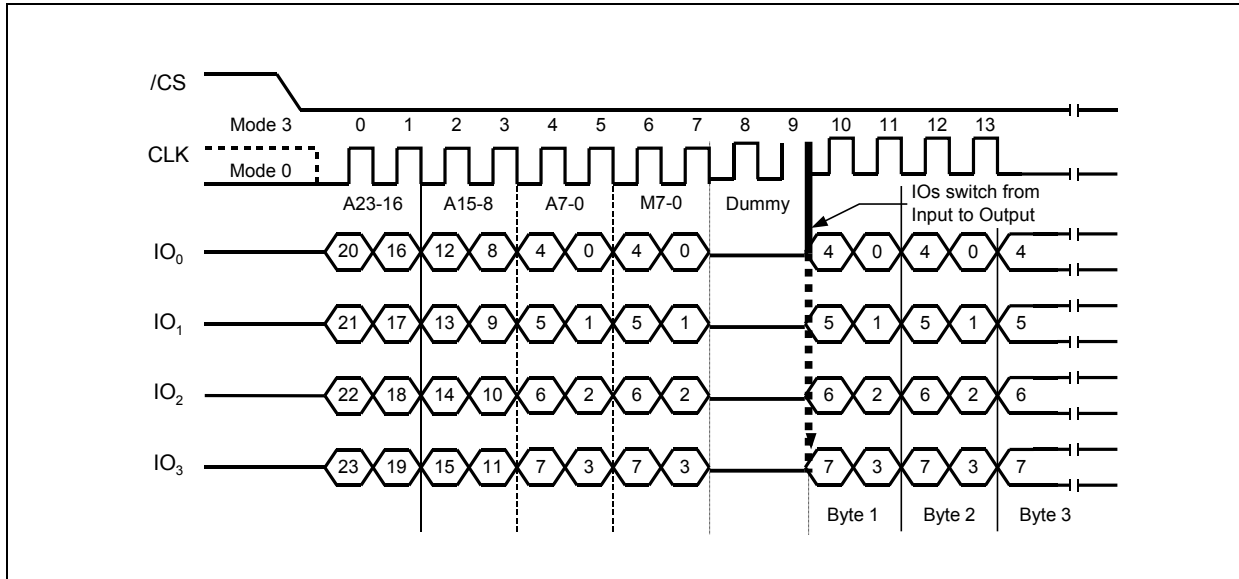 /CS
Mode 3 0 1 2 3 4 5 6 7 8 9 10 11 12 13
CLK
Mode 0
A23-16 A15-8 A7-0 M7-0 Dummy
IOs switch from
Input to Output
IO0 20 16 12 8 4 0 4 0 4 0 4 0 4
IO1 21 17 13 9 5 1 5 1 5 1 5 1 5
IO2 22 18 14 10 6 2 6 2 6 2 6 2 6
IO3 23 19 15 11 7 3 7 3 7 3 7 3 7
Byte 1 Byte 2 Byte 3